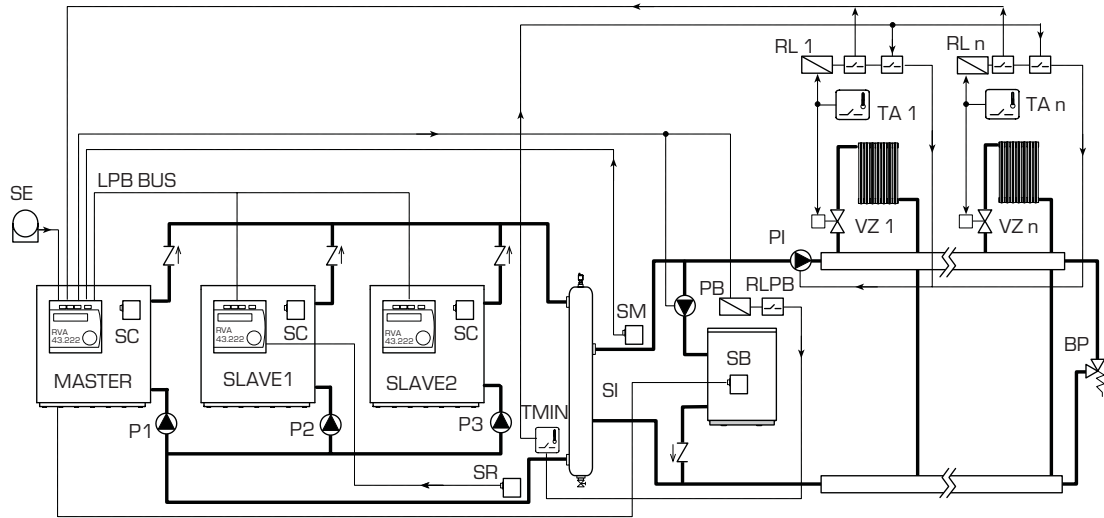 RL 1
RL n
TA 1
TA n
LPB BUS
SE
VZ 1
VZ n
PI
SC
SC
SC
SM
PB
RLPB
RVA
43.222
RVA
43.222
RVA
43.222
BP
MASTER
SLAVE1
SLAVE2
SI
SB
P1
P2
P3
TMIN
SR